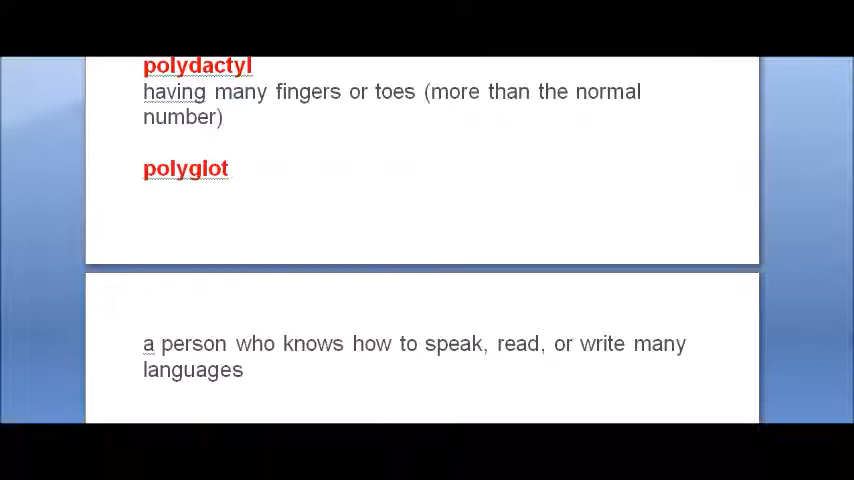 polydactyl
having many fingers or toes (more than the normal
number)
polyglot
a person who knows how to speak, read, or write many
languages